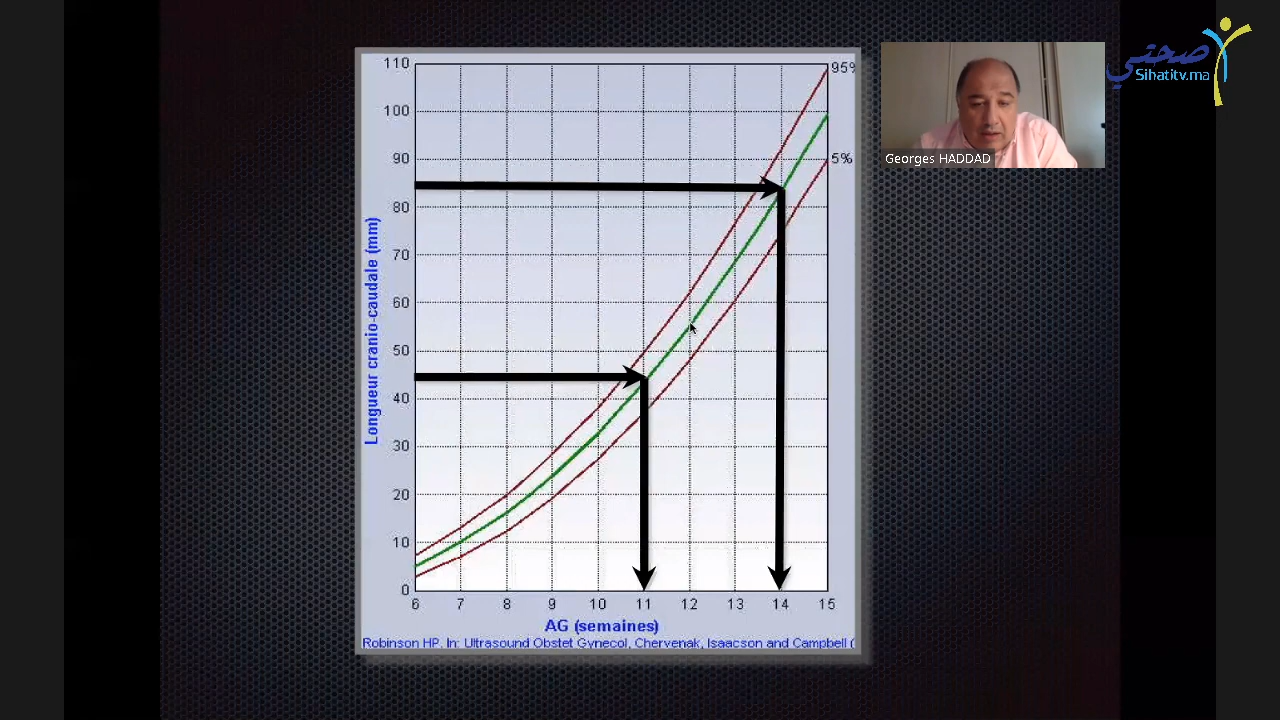 صحتي
Sihatitv.ma
Georges HADDAD
110
100
90
80
70
60
50
40
30
20
10
0
95%
5%
Longueur cranio-caudale (mm)
6 7 8 9 10 11 12 13 14 15
AG (semaines)
Robinson HP. In: Ultrasound Obstet Gynecol, Chervenak, Isaacson and Campbell (